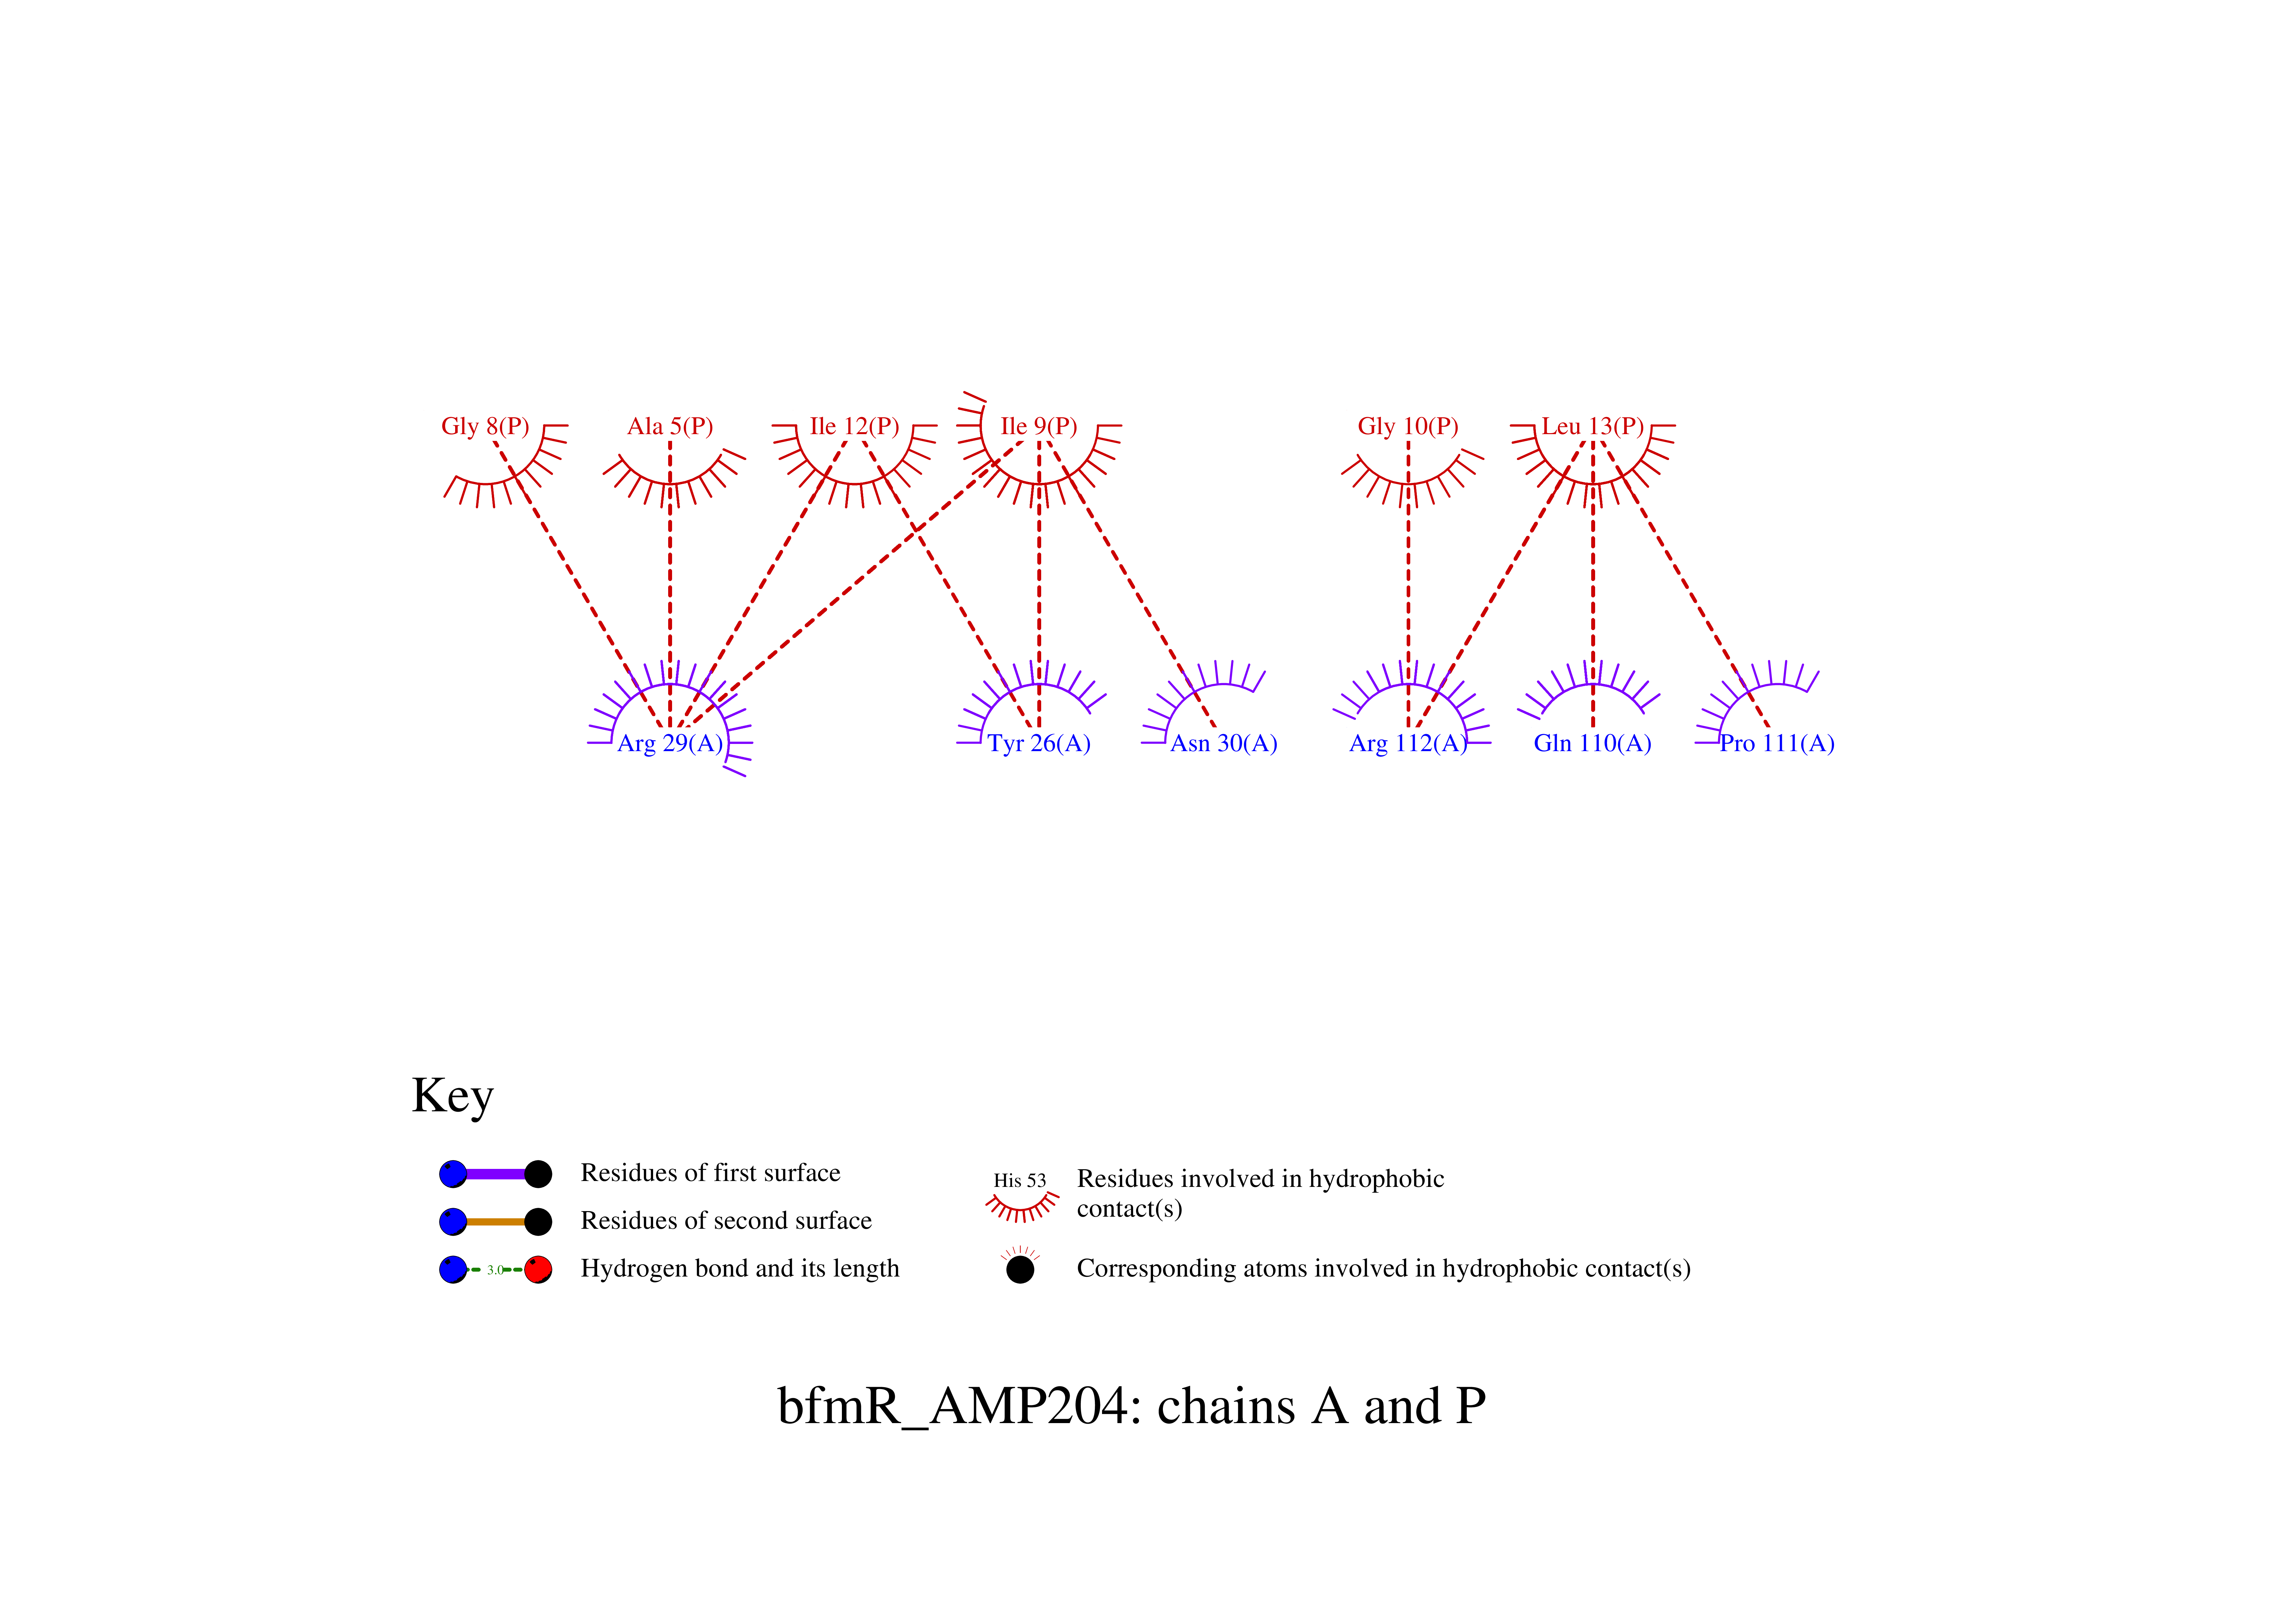 Gly 8(P) Ala 5(P) Ile 12(P) Ile 9(P) Gly 10(P) Leu 13(P)
Arg 29(A) Tyr 26(A) Asn 30(A) Arg 112(A) Gln 110(A) Pro 111(A)
Key
Residues of first surface
Residues of second surface
3.0 Hydrogen bond and its length
His 53 Residues involved in hydrophobic
contact(s)
Corresponding atoms involved in hydrophobic contact(s)
bfmR_AMP204: chains A and P